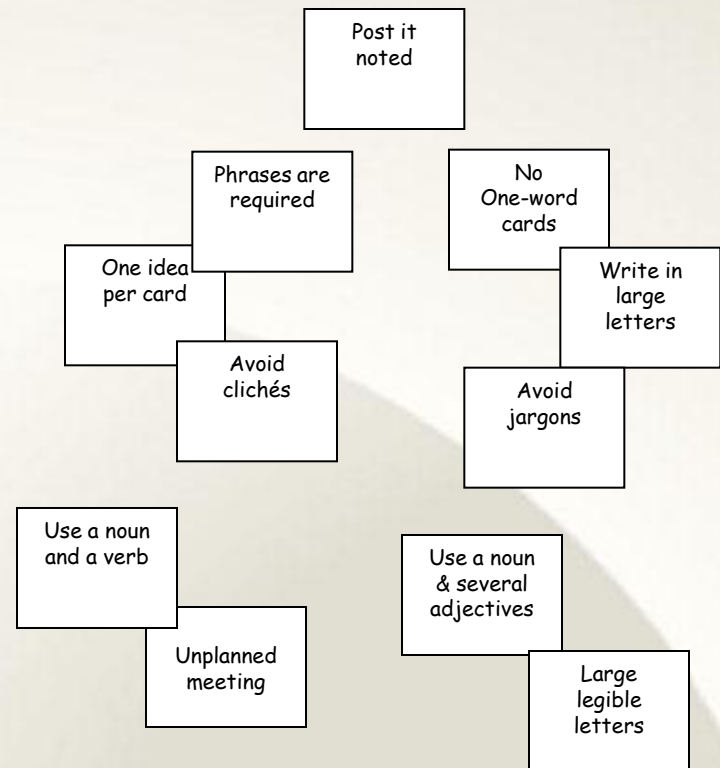 Post it
noted
Phrases are
required
No
One-word
cards
One idea
per card
Write in
large
letters
Avoid
clichés
Avoid
jargons
Use a noun
and a verb
Use a noun
& several
adjectives
Unplanned
meeting
Large
legible
letters